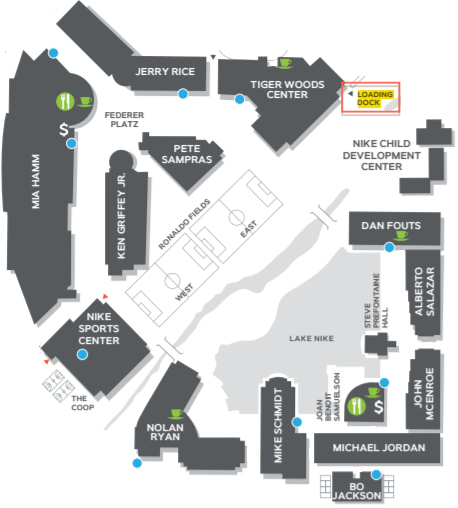 JERRY RICE
TIGER WOODS
CENTER
LOADING
DOCK
FEDERER
PLATZ
$
MIA HAMM
PETE
SAMPRAS
KEN GRIFFEY JR.
NIKE CHILD
DEVELOPMENT
CENTER
RONALDO FIELDS
EAST
WEST
DAN FOUTS
ALBERTO
SALAZAR
STEVE
PREFONTAINE
HALL
NIKE
SPORTS
CENTER
LAKE NIKE
THE
COOP
NOLAN
RYAN
MIKE SCHMIDT
JOAN
BENOIT
SAMUELSON
$
JOHN
MCENROE
MICHAEL JORDAN
BO
JACKSON